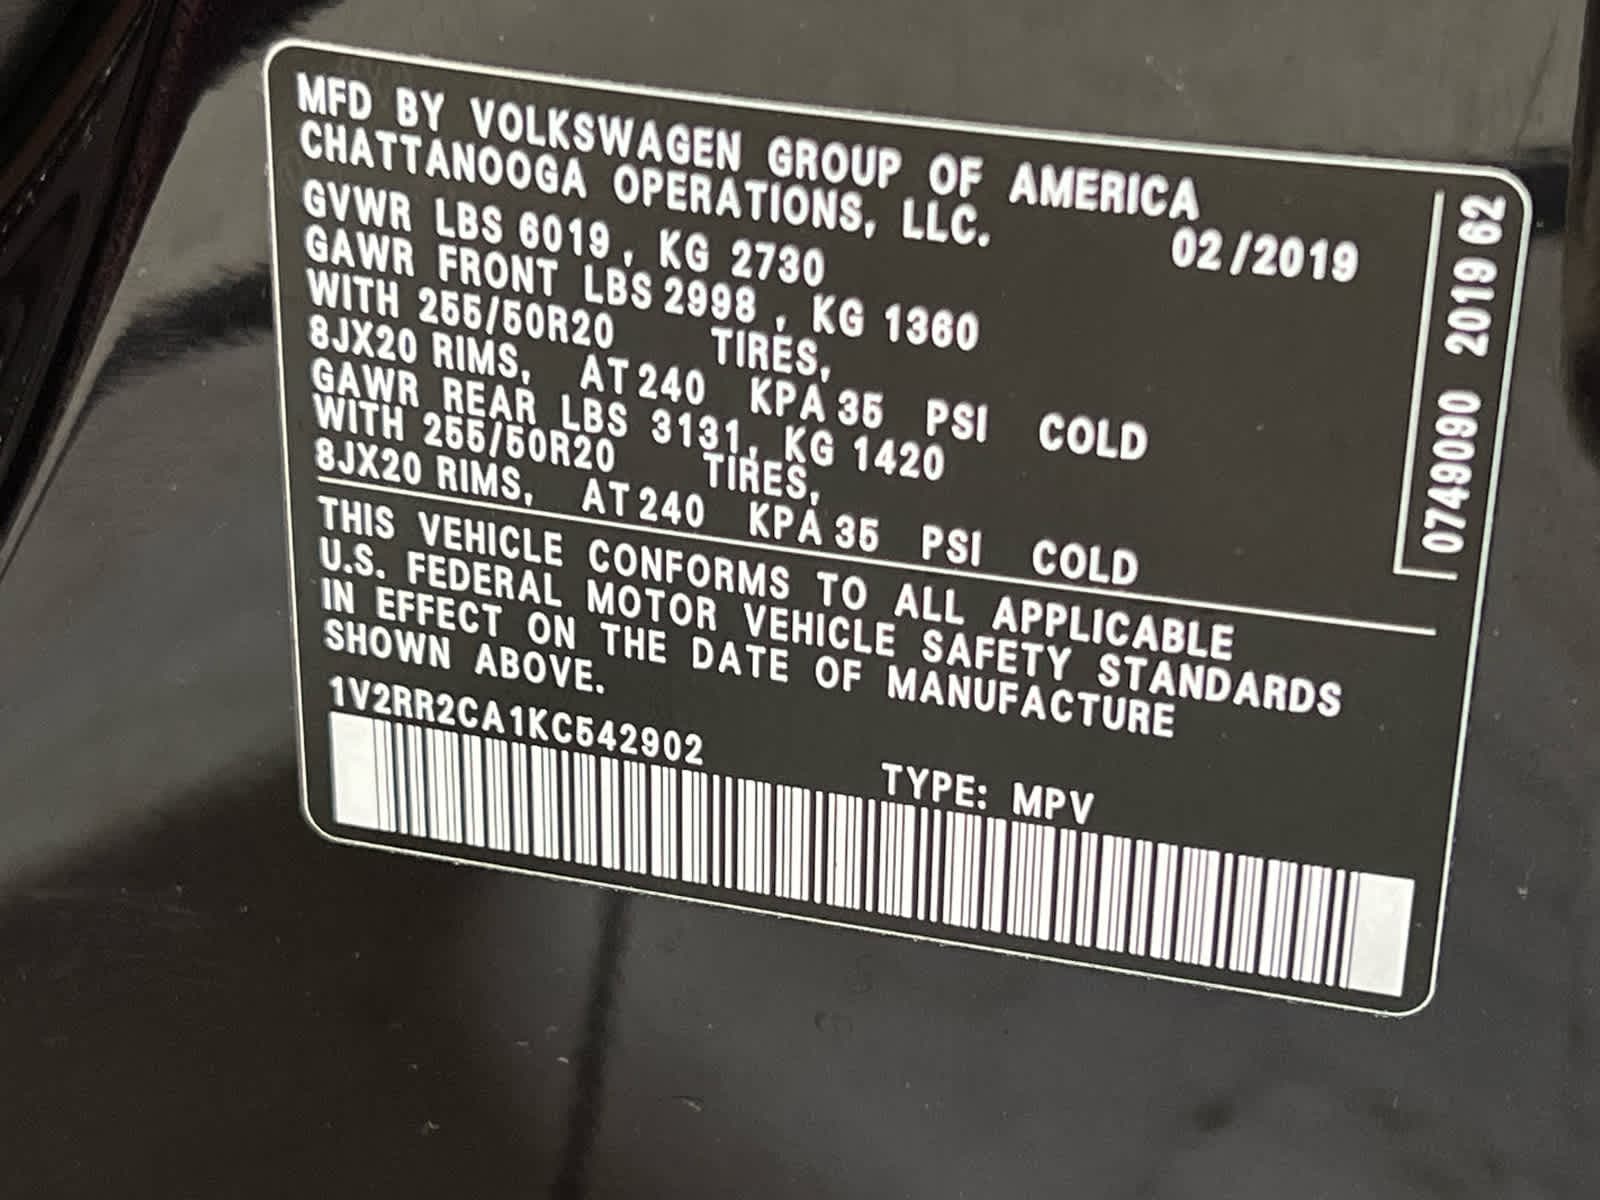 MFD BY VOLKSWAGEN GROUP OF AMERICA
CHATTANOOGA OPERATIONS, LLC.
02/2019
GVWR LBS 6019 , KG 2730
GAWR FRONT LBS 2998 , KG 1360
WITH 255/50R20 TIRES,
8JX20 RIMS, AT 240 KPA 35 PSI COLD
GAWR REAR LBS 3131, KG 1420
WITH 255/50R20 TIRES,
8JX20 RIMS, AT 240 KPA 35 PSI COLD
THIS VEHICLE CONFORMS TO ALL APPLICABLE
U.S. FEDERAL MOTOR VEHICLE SAFETY STANDARDS
IN EFFECT ON THE DATE OF MANUFACTURE
SHOWN ABOVE.
1V2RR2CA1KC542902
TYPE: MPV
0749090 2019 62